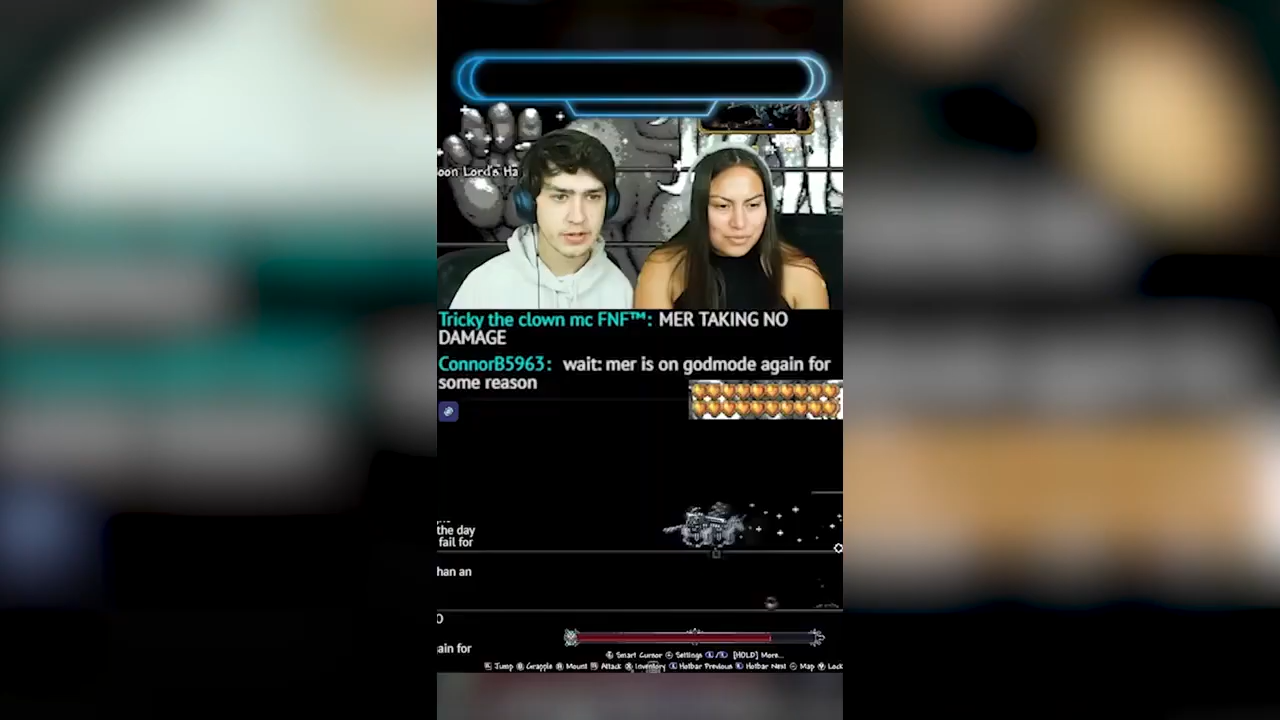 oon Lord's Ha
Tricky the clown mc FNF™: MER TAKING NO
DAMAGE
ConnorB5963: wait: mer is on godmode again for
some reason
the day
fail for
han an
O
ain for
Smart Cursor Settings [HOLD] More...
Jump Grapple Mount Attack Inventory Hotbar Previous Hotbar Next Map Lock